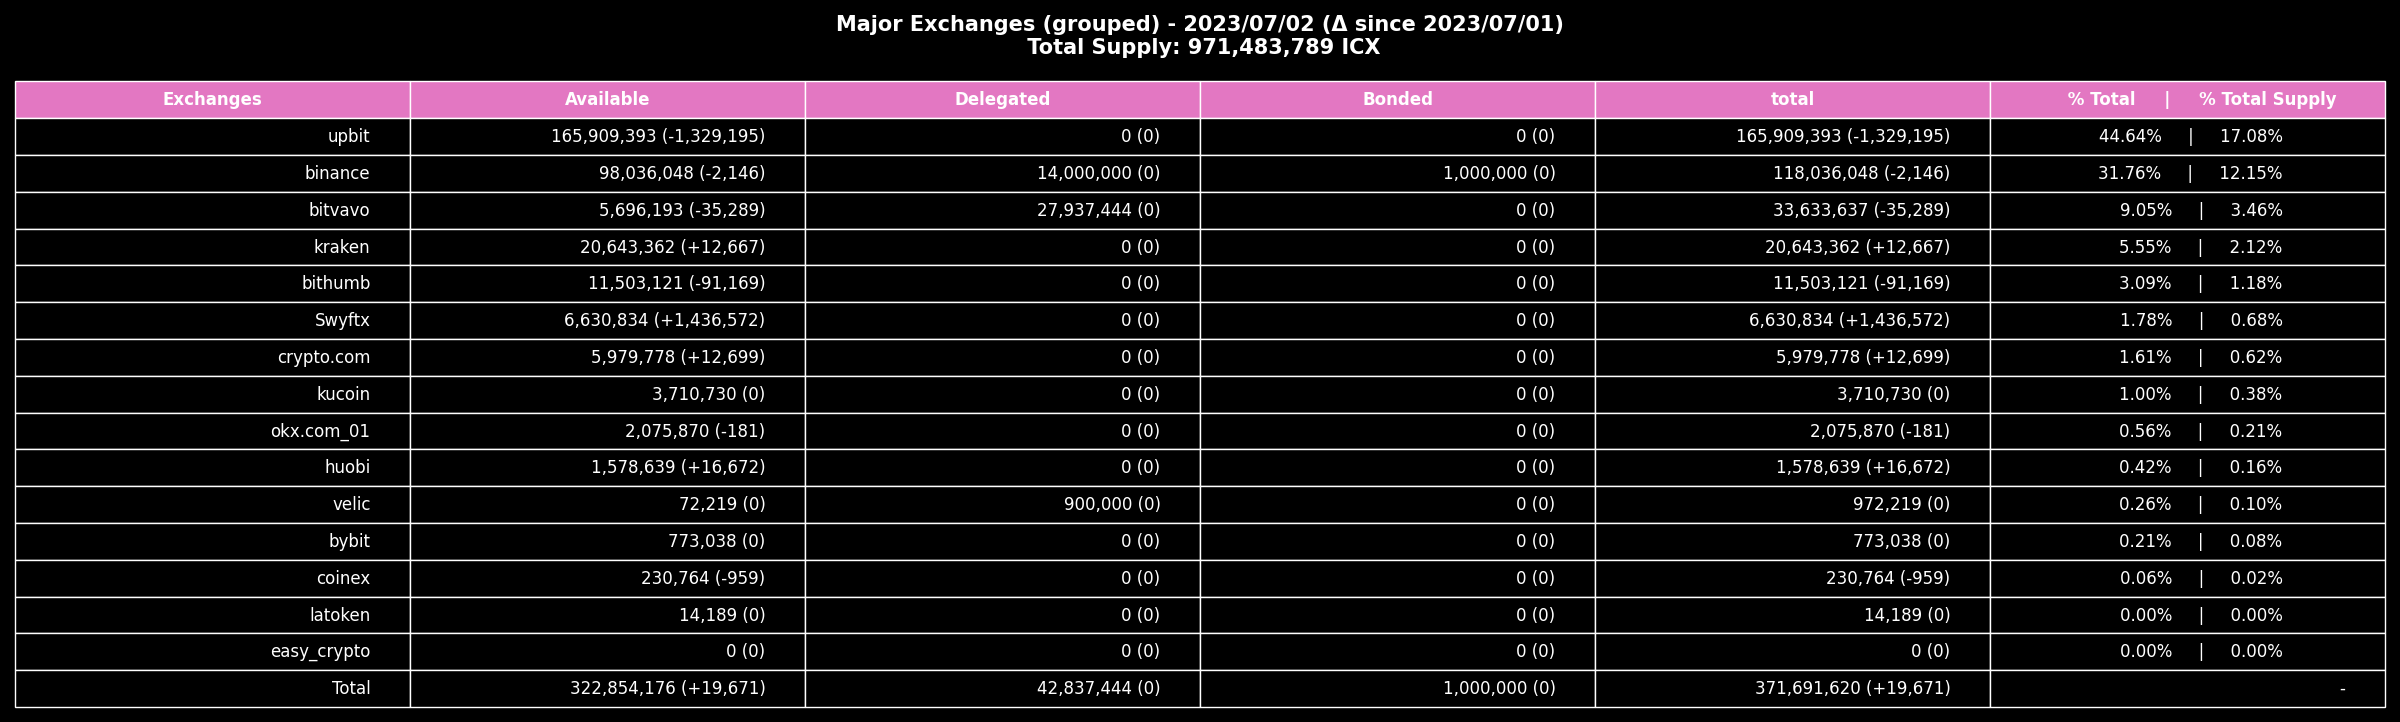 Major Exchanges (grouped) - 2023/07/02 (Δ since 2023/07/01)
Total Supply: 971,483,789 ICX
Exchanges Available Delegated Bonded total % Total | % Total Supply
upbit 165,909,393 (-1,329,195) 0 (0) 0 (0) 165,909,393 (-1,329,195) 44.64% | 17.08%
binance 98,036,048 (-2,146) 14,000,000 (0) 1,000,000 (0) 118,036,048 (-2,146) 31.76% | 12.15%
bitvavo 5,696,193 (-35,289) 27,937,444 (0) 0 (0) 33,633,637 (-35,289) 9.05% | 3.46%
kraken 20,643,362 (+12,667) 0 (0) 0 (0) 20,643,362 (+12,667) 5.55% | 2.12%
bithumb 11,503,121 (-91,169) 0 (0) 0 (0) 11,503,121 (-91,169) 3.09% | 1.18%
Swyftx 6,630,834 (+1,436,572) 0 (0) 0 (0) 6,630,834 (+1,436,572) 1.78% | 0.68%
crypto.com 5,979,778 (+12,699) 0 (0) 0 (0) 5,979,778 (+12,699) 1.61% | 0.62%
kucoin 3,710,730 (0) 0 (0) 0 (0) 3,710,730 (0) 1.00% | 0.38%
okx.com_01 2,075,870 (-181) 0 (0) 0 (0) 2,075,870 (-181) 0.56% | 0.21%
huobi 1,578,639 (+16,672) 0 (0) 0 (0) 1,578,639 (+16,672) 0.42% | 0.16%
velic 72,219 (0) 900,000 (0) 0 (0) 972,219 (0) 0.26% | 0.10%
bybit 773,038 (0) 0 (0) 0 (0) 773,038 (0) 0.21% | 0.08%
coinex 230,764 (-959) 0 (0) 0 (0) 230,764 (-959) 0.06% | 0.02%
latoken 14,189 (0) 0 (0) 0 (0) 14,189 (0) 0.00% | 0.00%
easy_crypto 0 (0) 0 (0) 0 (0) 0 (0) 0.00% | 0.00%
Total 322,854,176 (+19,671) 42,837,444 (0) 1,000,000 (0) 371,691,620 (+19,671) -